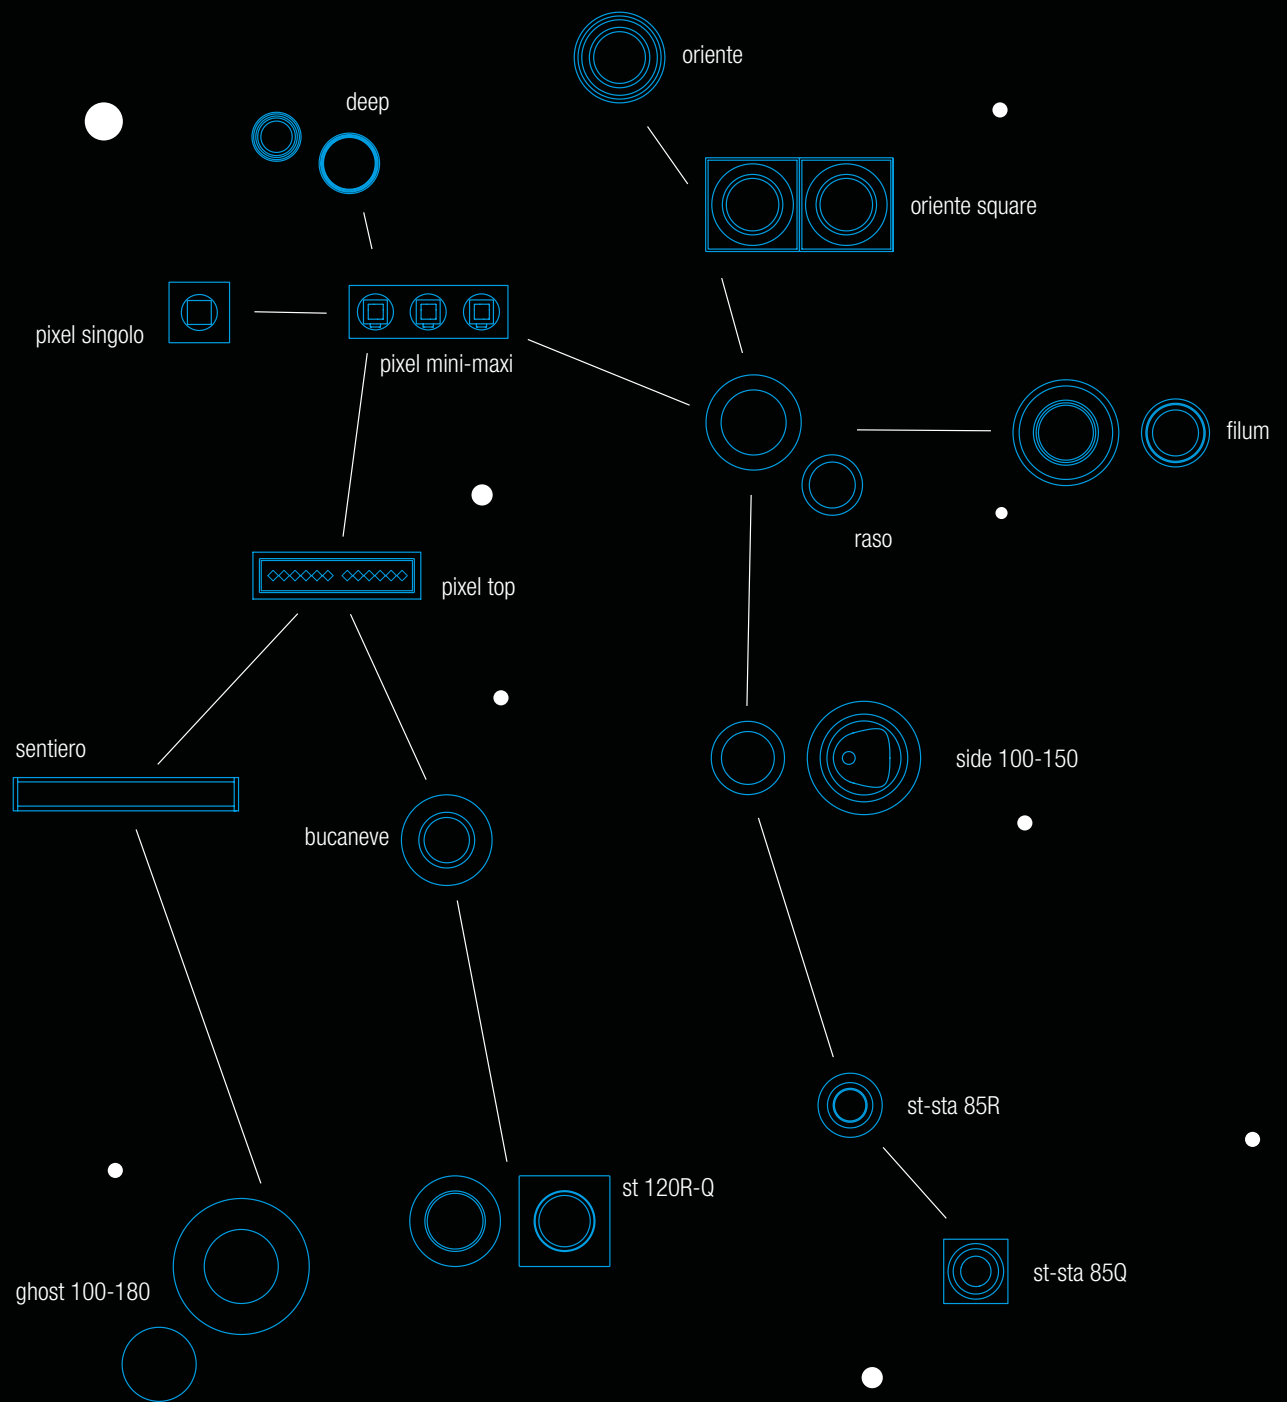 oriente
deep
oriente square
pixel singolo
pixel mini-maxi
filum
raso
pixel top
sentiero
side 100-150
bucaneve
st-sta 85R
st 120R-Q
st-sta 85Q
ghost 100-180